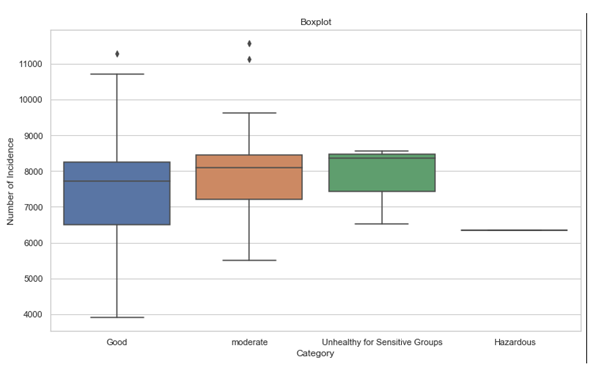 Boxplot
11000
10000
9000
8000
7000
6000
5000
4000
Number of Incidence
Good
moderate
Unhealthy for Sensitive Groups
Hazardous
Category